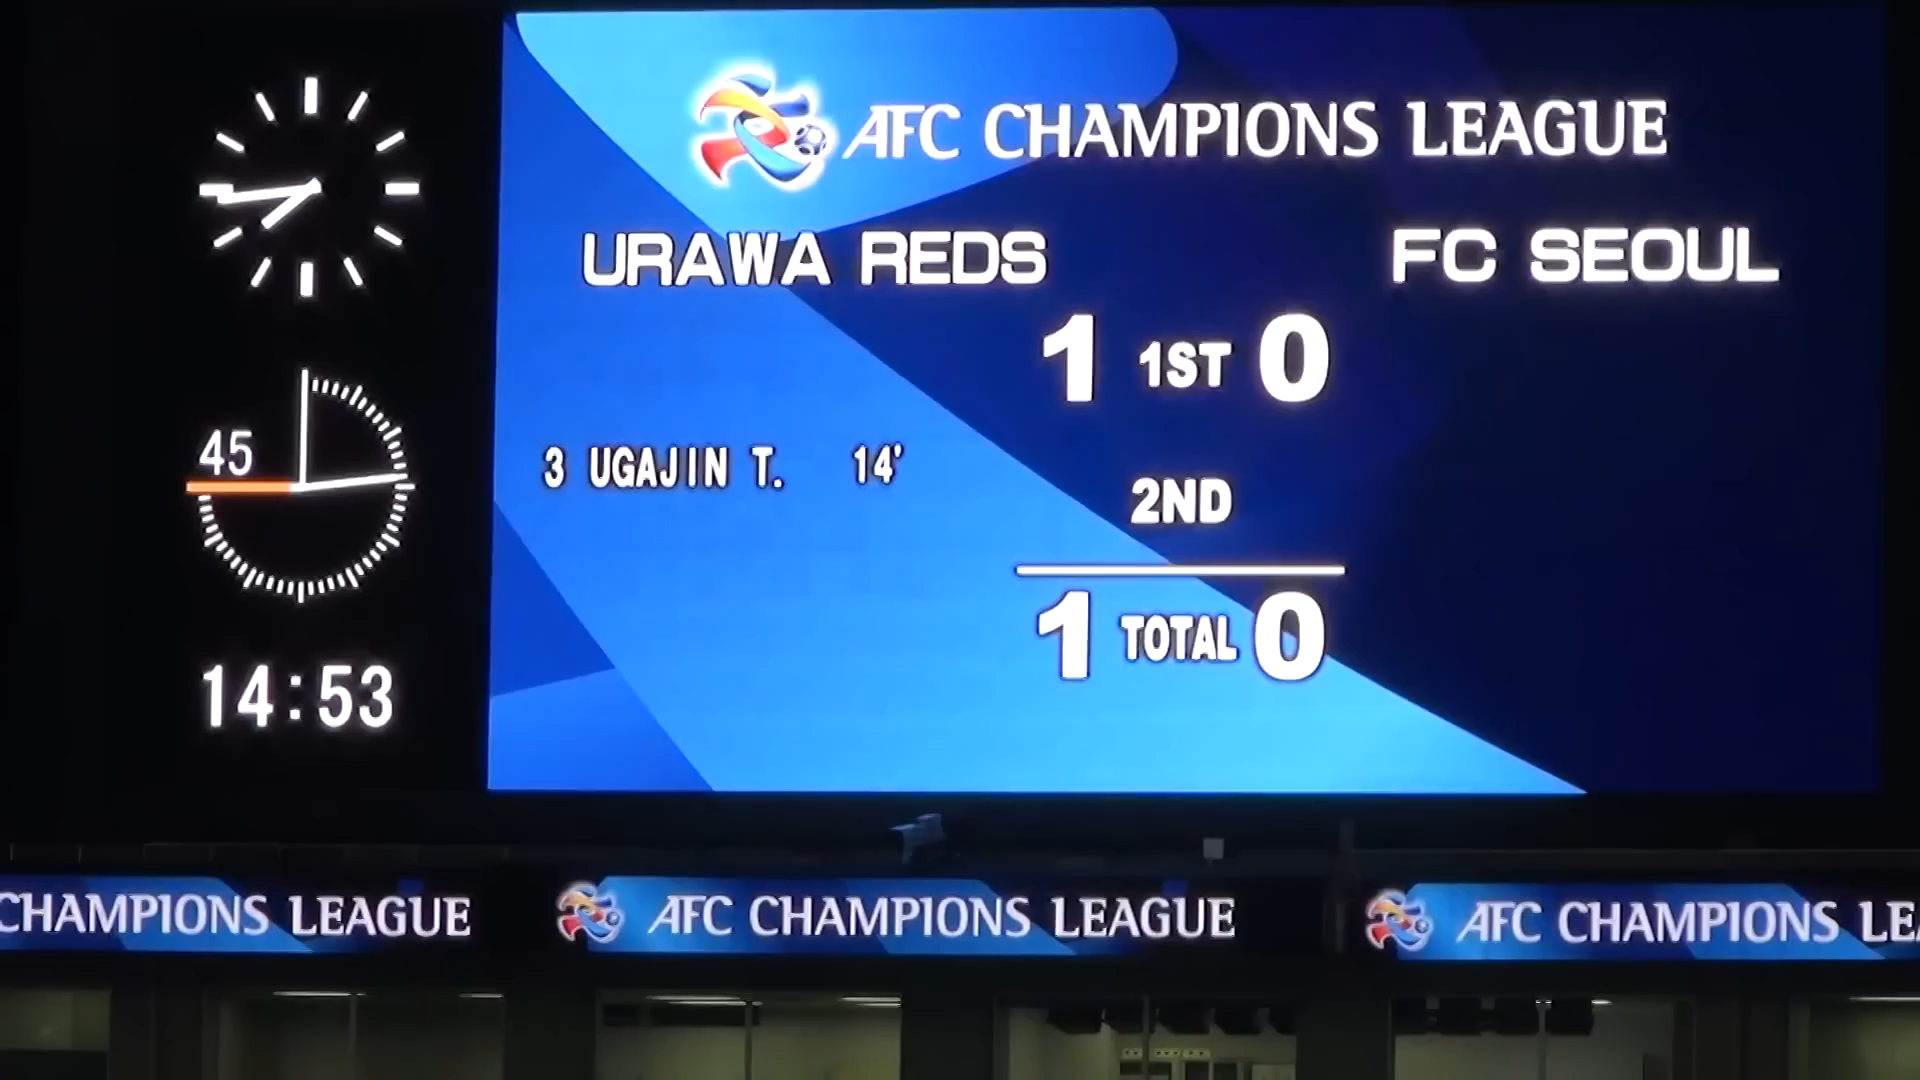 AFC CHAMPIONS LEAGUE
URAWA REDS FC SEOUL
1 1ST 0
45
3 UGAJIN T. 14'
2ND
1 TOTAL 0
14:53
CHAMPIONS LEAGUE AFC CHAMPIONS LEAGUE AFC CHAMPIONS LEA